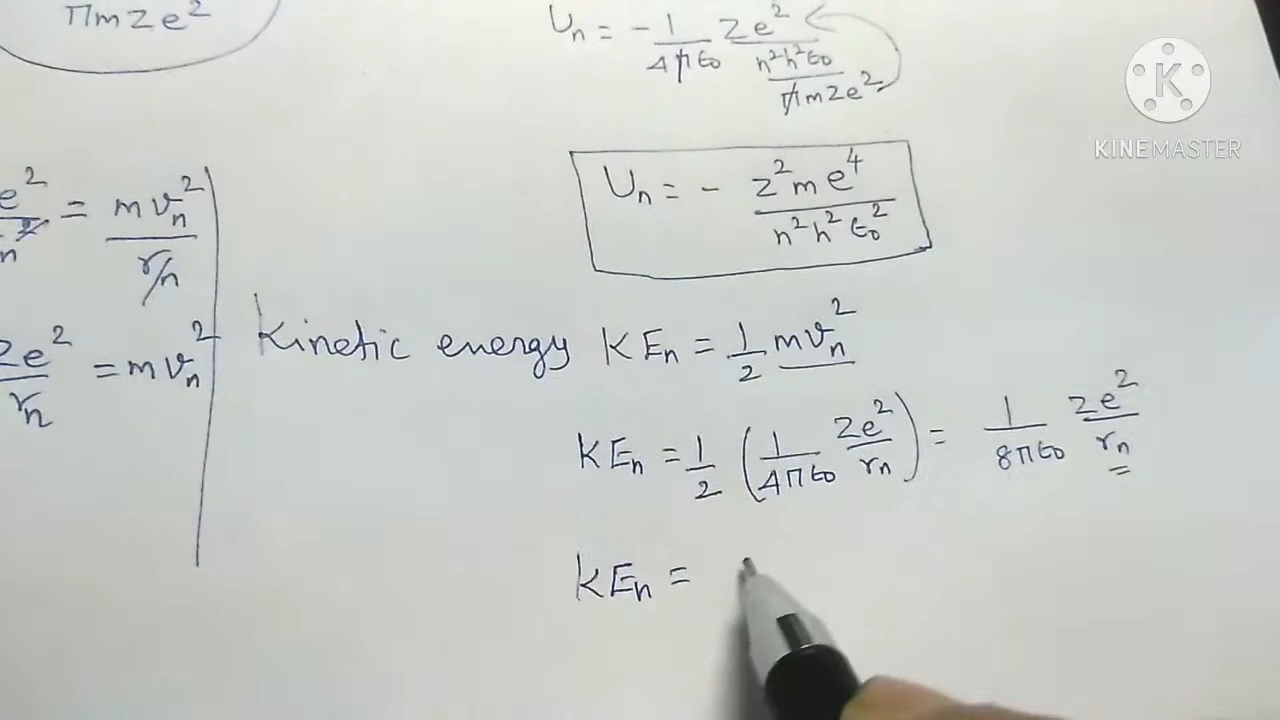 πmze²
Uₙ = - 1/4πϵ₀ Ze²/(n²h²ϵ₀/πmZe²)
K
KINEMASTER
Uₙ = - Z²me⁴/n²h²ϵ₀²
e²/n² = mvₙ²/rₙ
Ze²/rₙ = mvₙ²
Kinetic energy KEₙ = 1/2 mvₙ²
KEₙ = 1/2 (1/4πϵ₀ Ze²/rₙ) = 1/8πϵ₀ Ze²/rₙ
KEₙ =